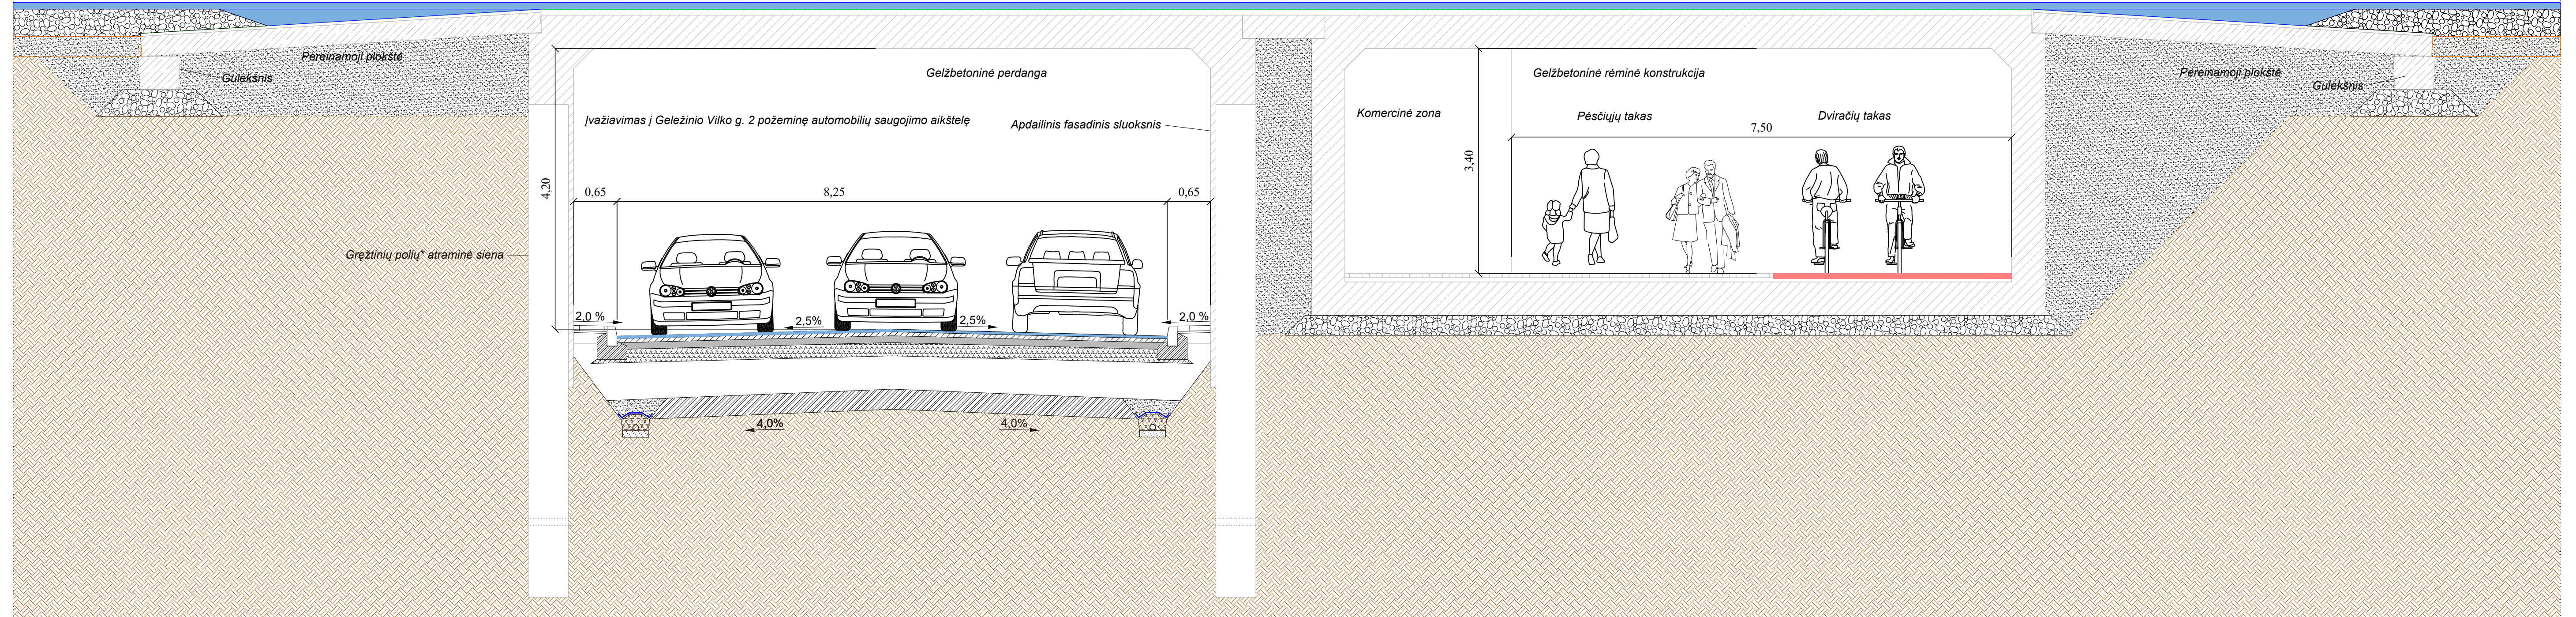 Pereinamoji plokštė
Gulekšnis
Gelžbetoninė perdanga
Gelžbetoninė rėminė konstrukcija
Pereinamoji plokštė
Gulekšnis
Įvažiavimas į Geležinio Vilko g. 2 požeminę automobilių saugojimo aikštelę
Apdailinis fasadinis sluoksnis
Komercinė zona
Pėsčiųjų takas
Dviračių takas
7,50
3,40
4,20
0,65
8,25
0,65
Gręžtinių polių* atraminė siena
2,0 %
2,5%
2,5%
2,0 %
4,0%
4,0%